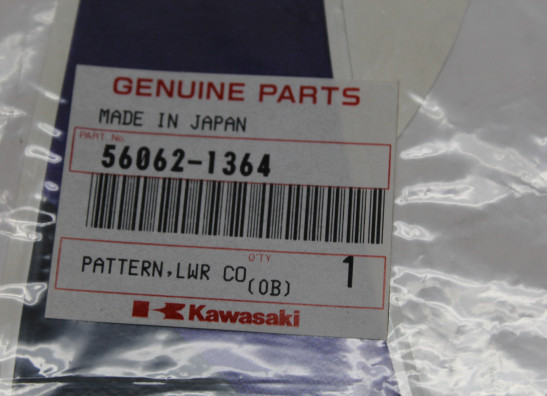 GENUINE PARTS
MADE IN JAPAN
PART. No.
56062-1364
Q'TY
PATTERN,LWR CO(OB) 1
Kawasaki